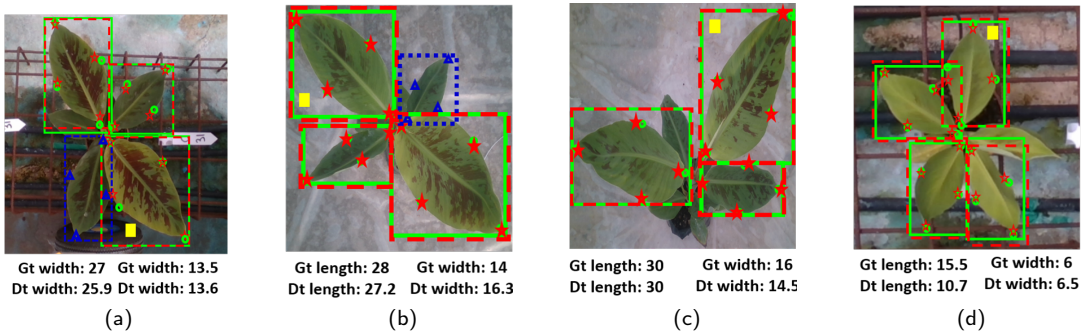 31
31
Gt width: 27 Gt width: 13.5
Dt width: 25.9 Dt width: 13.6
(a)
Gt length: 28 Gt width: 14
Dt length: 27.2 Dt width: 16.3
(b)
Gt length: 30 Gt width: 16
Dt length: 30 Dt width: 14.5
(c)
Gt length: 15.5 Gt width: 6
Dt length: 10.7 Dt width: 6.5
(d)